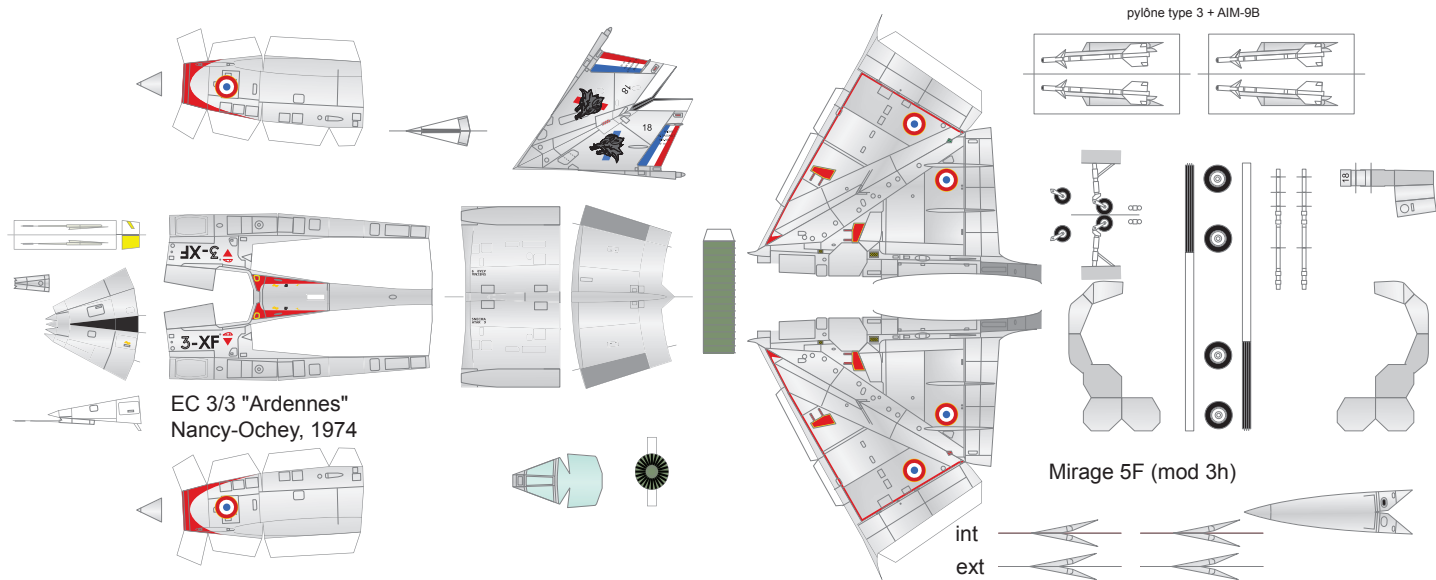 pylône type 3 + AIM-9B
18
18
18
3-XF
3-XF
EC 3/3 "Ardennes"
Nancy-Ochey, 1974
Mirage 5F (mod 3h)
int
ext